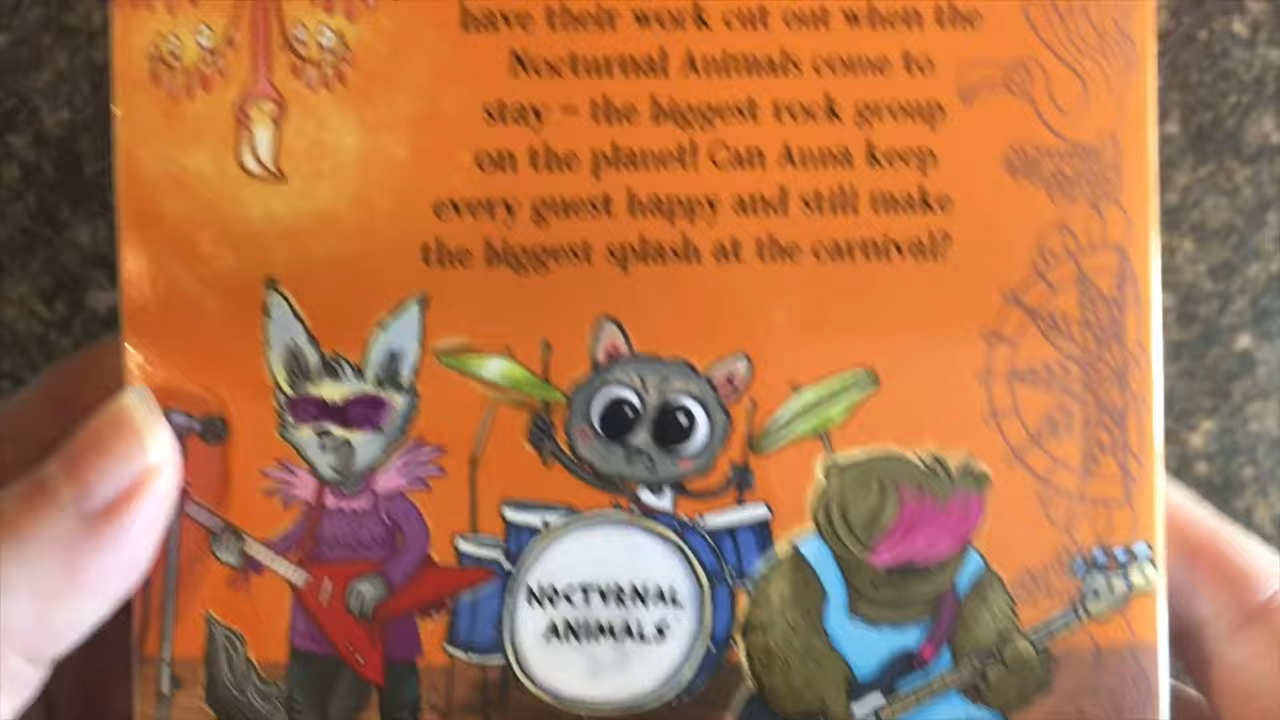 have their work cut out when the
Nocturnal Animals come to
stay – the biggest rock group
on the planet! Can Anna keep
every guest happy and still make
the biggest splash at the carnival?
NOCTURNAL
ANIMALS